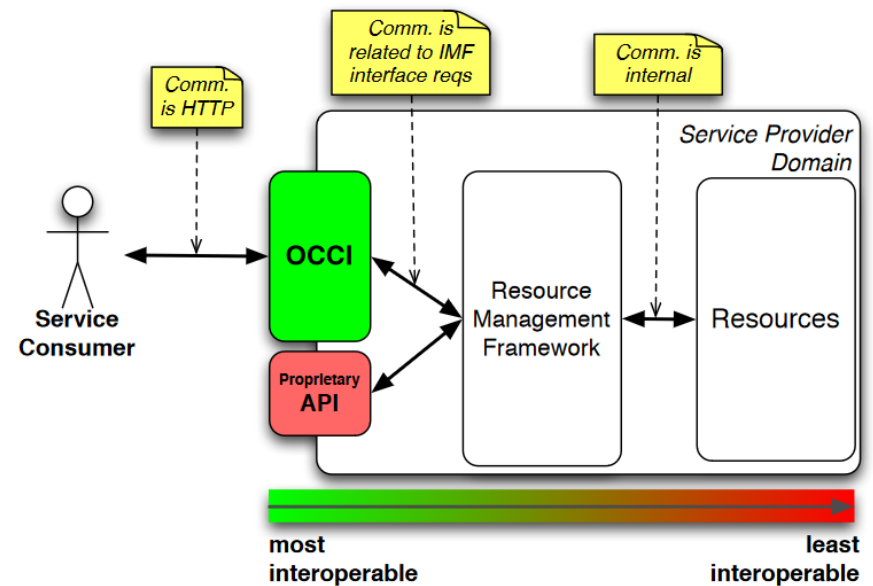 Comm.
is HTTP
Comm. is
related to IMF
interface reqs
Comm. is
internal
Service Provider
Domain
OCCI
Proprietary
API
Resource
Management
Framework
Resources
Service
Consumer
most
interoperable
least
interoperable